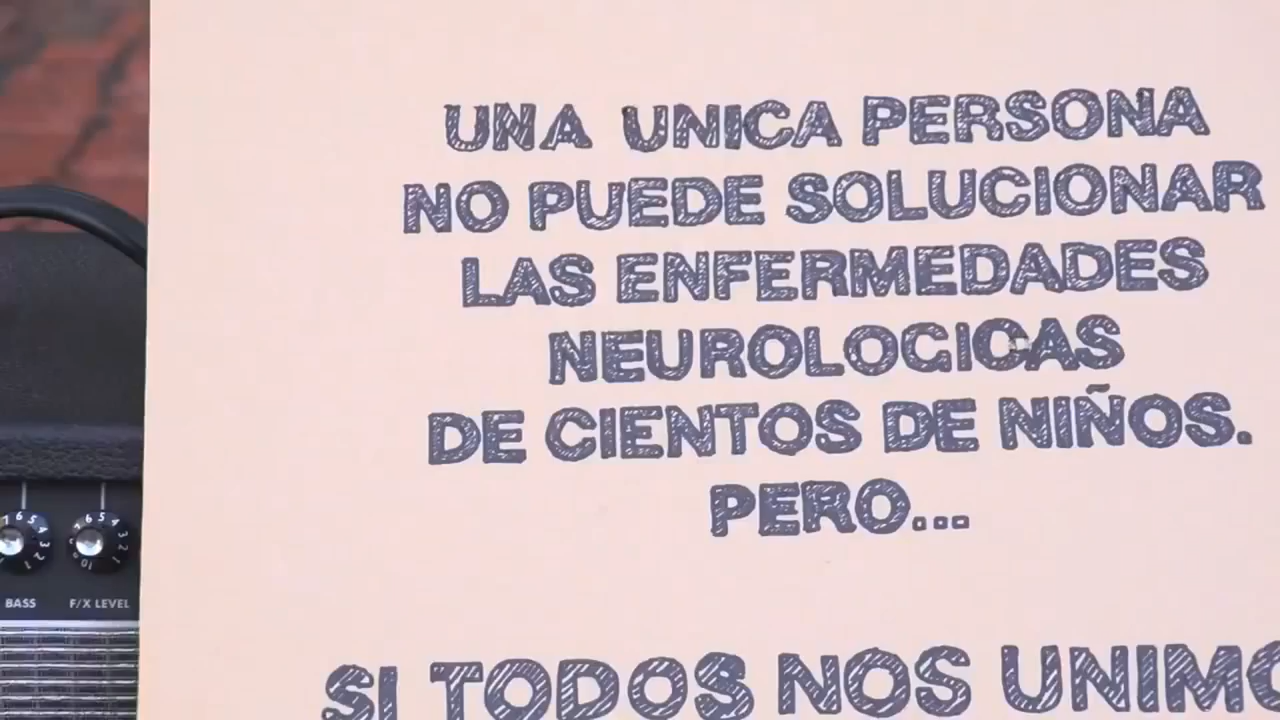 UNA UNICA PERSONA
NO PUEDE SOLUCIONAR
LAS ENFERMEDADES
NEUROLOGICAS
DE CIENTOS DE NIÑOS.
PERO...
SI TODOS NOS UNIMO
BASS
F/X LEVEL